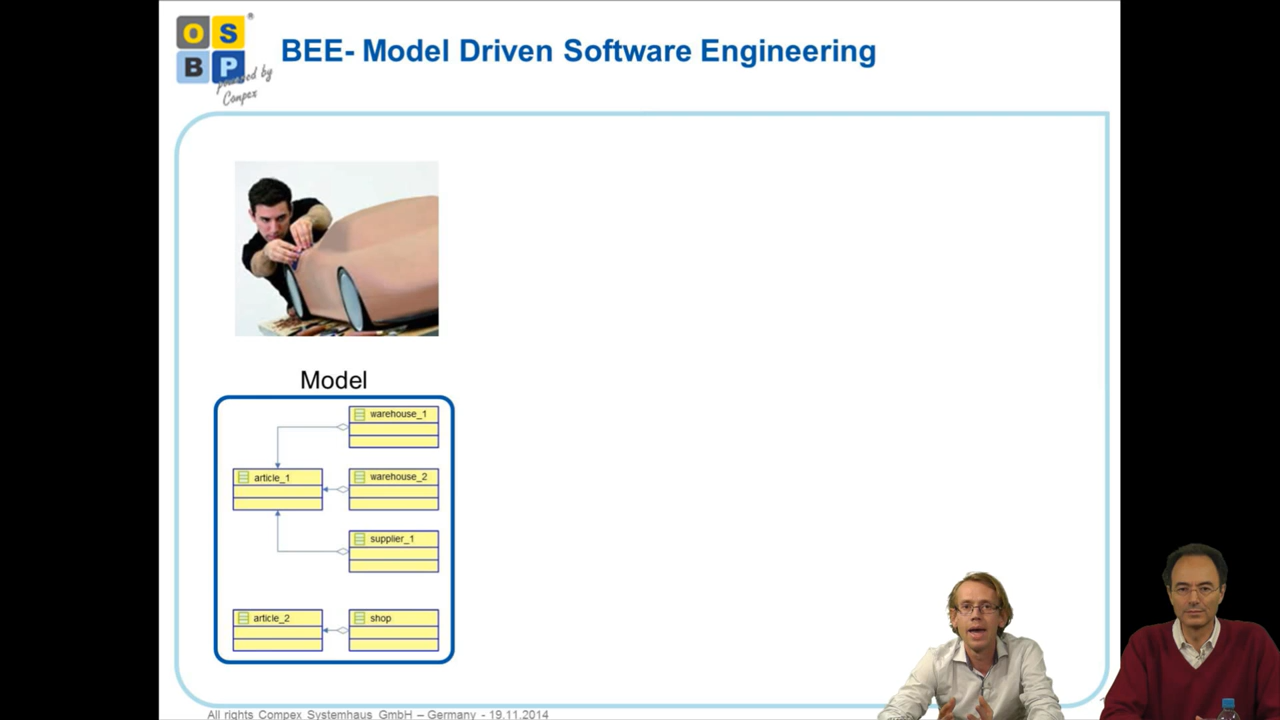 O S ®
B P
powered by
Compex
BEE- Model Driven Software Engineering
Model
warehouse_1
article_1
warehouse_2
supplier_1
article_2
shop
All rights Compex Systemhaus GmbH – Germany - 19.11.2014